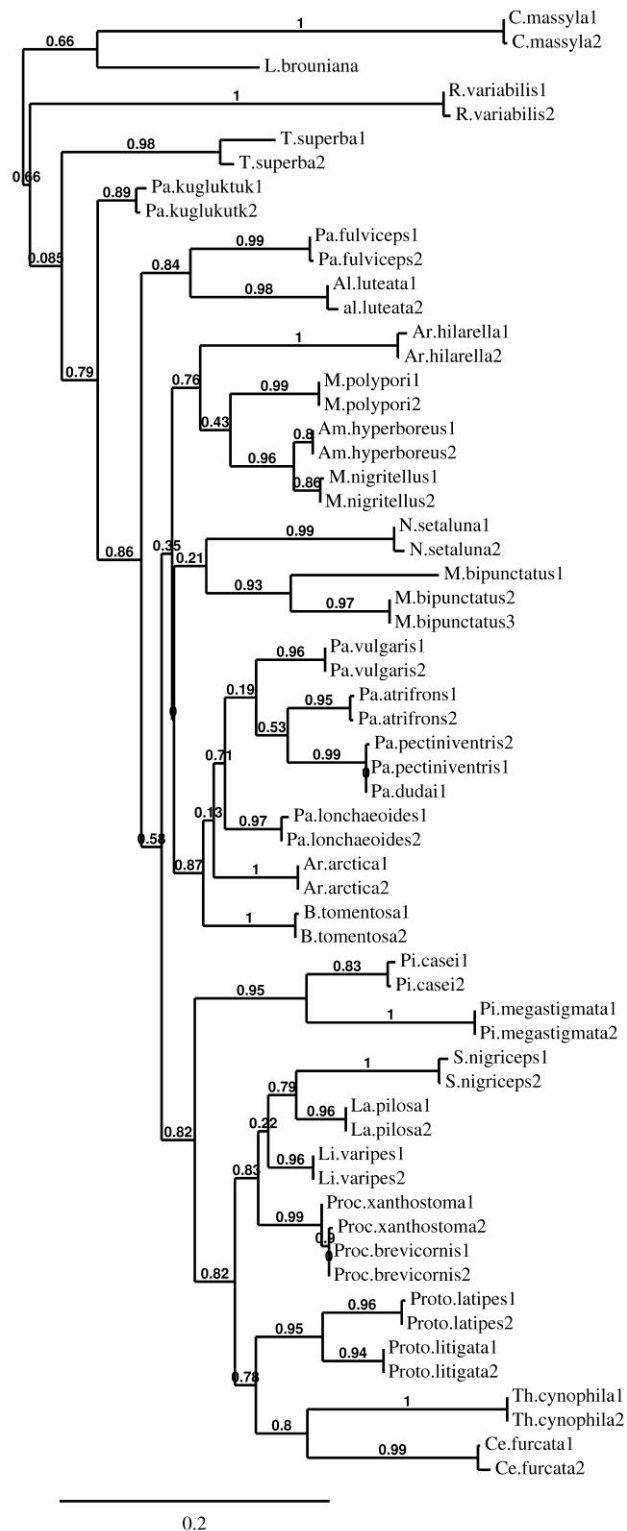 1
C.massyla1
0.66
C.massyla2
L.brouniana
R.variabilis1
1
R.variabilis2
0.98
T.superba1
T.superba2
0.66
0.89
Pa.kugluktuk1
Pa.kuglukutk2
0.99
Pa.fulviceps1
0.085
0.84
Pa.fulviceps2
0.98
Al.luteata1
al.luteata2
1
Ar.hilarella1
Ar.hilarella2
0.79
0.76
0.99
M.polypori1
M.polypori2
0.43
Am.hyperboreus1
0.8
Am.hyperboreus2
0.96
M.nigritellus1
0.86
M.nigritellus2
0.99
N.setaluna1
N.setaluna2
0.86
0.35
0.21
M.bipunctatus1
0.93
M.bipunctatus2
0.97
M.bipunctatus3
0.96
Pa.vulgaris1
Pa.vulgaris2
0.19
0.95
Pa.atrifrons1
Pa.atrifrons2
0
0.53
Pa.pectiniventris2
0.99
0.71
Pa.pectiniventris1
0
Pa.dudai1
0.13
Pa.lonchaeoides1
0.97
Pa.lonchaeoides2
0.58
1
Ar.arctica1
0.87
Ar.arctica2
1
B.tomentosa1
B.tomentosa2
0.83
Pi.casei1
Pi.casei2
0.95
Pi.megastigmata1
1
Pi.megastigmata2
S.nigriceps1
1
S.nigriceps2
0.79
La.pilosa1
0.96
La.pilosa2
0.22
0.82
Li.varipes1
0.96
Li.varipes2
0.83
Proc.xanthostoma1
0.99
Proc.xanthostoma2
0.9
Proc.brevicornis1
0
Proc.brevicornis2
0.82
0.96
Proto.latipes1
Proto.latipes2
0.95
0.94
Proto.litigata1
Proto.litigata2
0.78
1
Th.cynophila1
Th.cynophila2
0.8
0.99
Ce.furcata1
Ce.furcata2
0.2